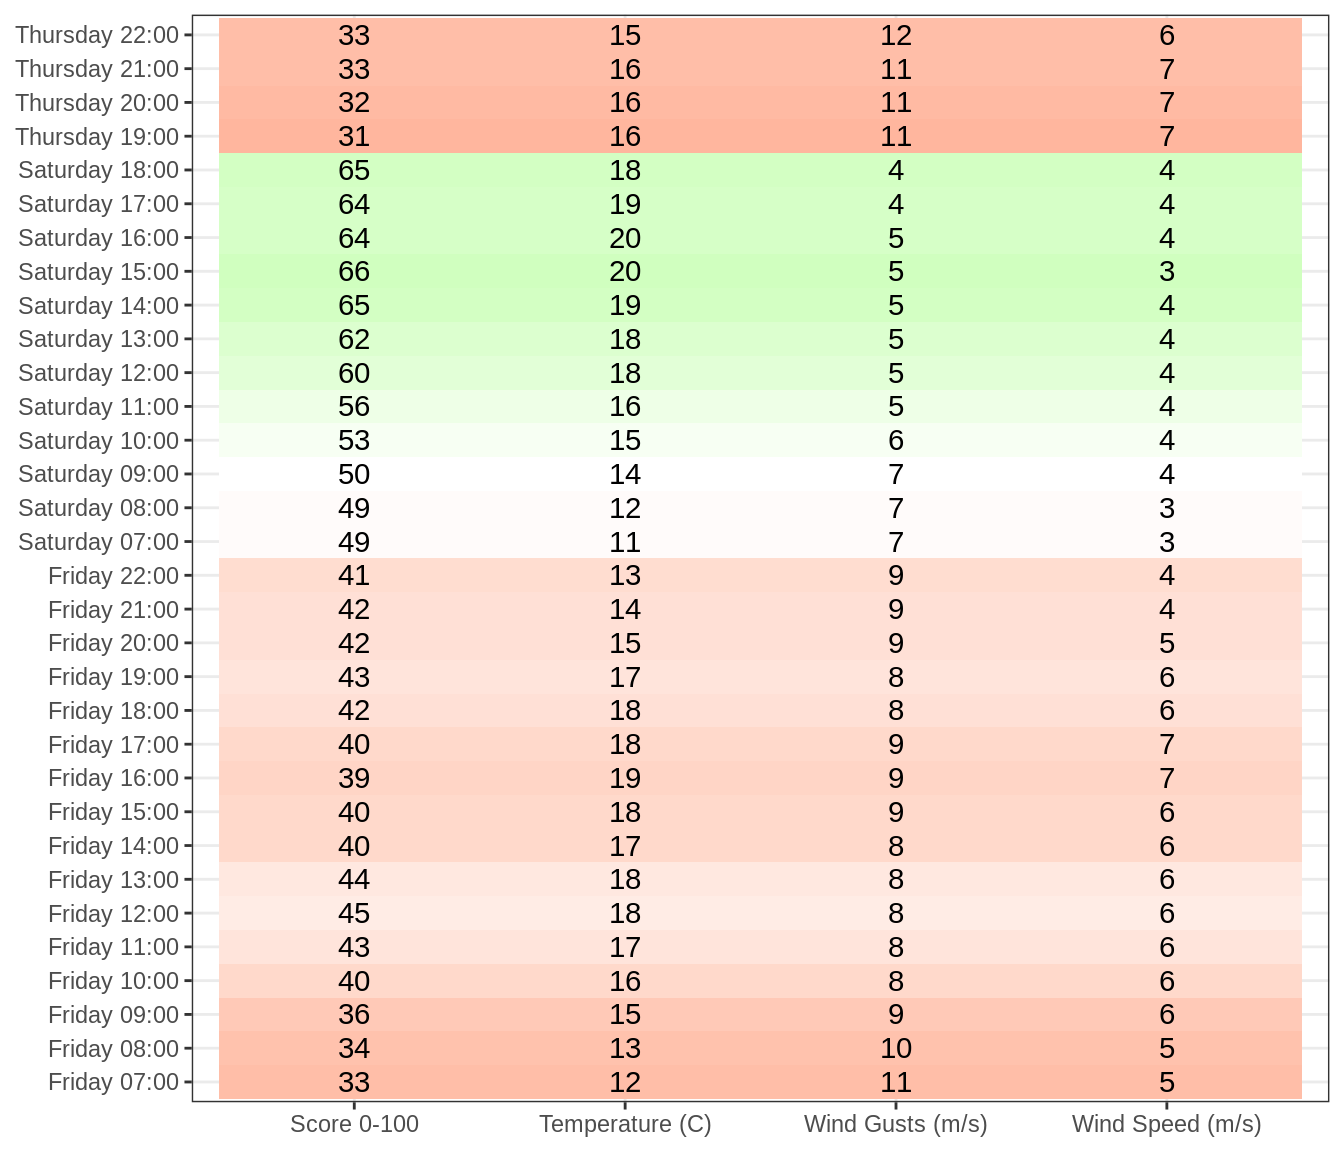 Thursday 22:00 33 15 12 6
Thursday 21:00 33 16 11 7
Thursday 20:00 32 16 11 7
Thursday 19:00 31 16 11 7
Saturday 18:00 65 18 4 4
Saturday 17:00 64 19 4 4
Saturday 16:00 64 20 5 4
Saturday 15:00 66 20 5 3
Saturday 14:00 65 19 5 4
Saturday 13:00 62 18 5 4
Saturday 12:00 60 18 5 4
Saturday 11:00 56 16 5 4
Saturday 10:00 53 15 6 4
Saturday 09:00 50 14 7 4
Saturday 08:00 49 12 7 3
Saturday 07:00 49 11 7 3
Friday 22:00 41 13 9 4
Friday 21:00 42 14 9 4
Friday 20:00 42 15 9 5
Friday 19:00 43 17 8 6
Friday 18:00 42 18 8 6
Friday 17:00 40 18 9 7
Friday 16:00 39 19 9 7
Friday 15:00 40 18 9 6
Friday 14:00 40 17 8 6
Friday 13:00 44 18 8 6
Friday 12:00 45 18 8 6
Friday 11:00 43 17 8 6
Friday 10:00 40 16 8 6
Friday 09:00 36 15 9 6
Friday 08:00 34 13 10 5
Friday 07:00 33 12 11 5
Score 0-100 Temperature (C) Wind Gusts (m/s) Wind Speed (m/s)